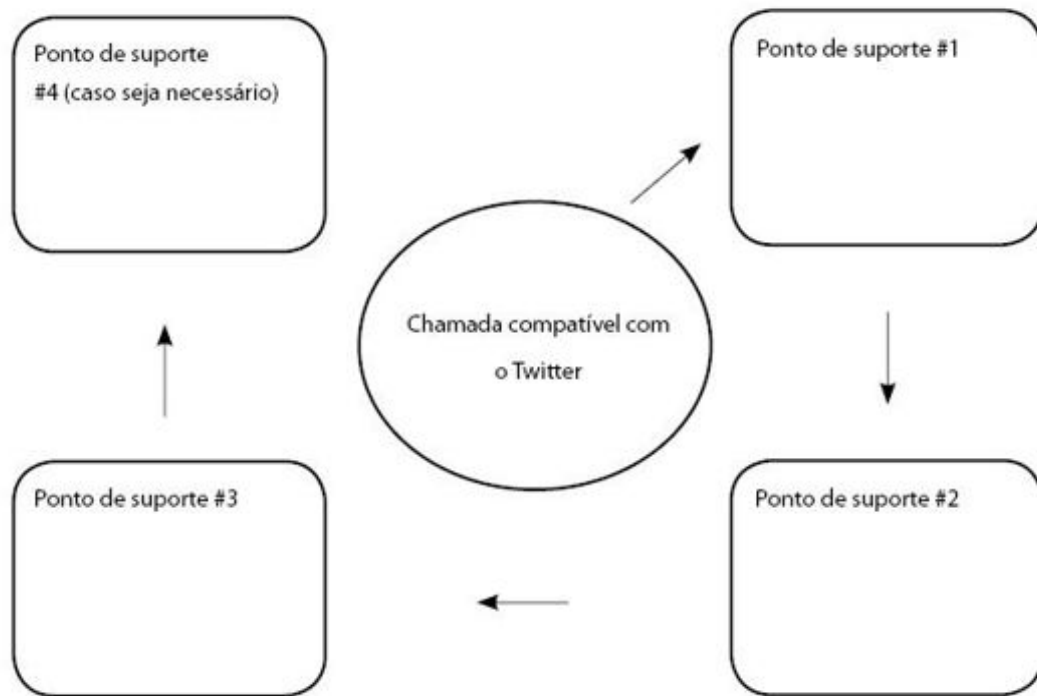 Ponto de suporte
#4 (caso seja necessário)
Ponto de suporte #1
Chamada compatível com
o Twitter
Ponto de suporte #3
Ponto de suporte #2